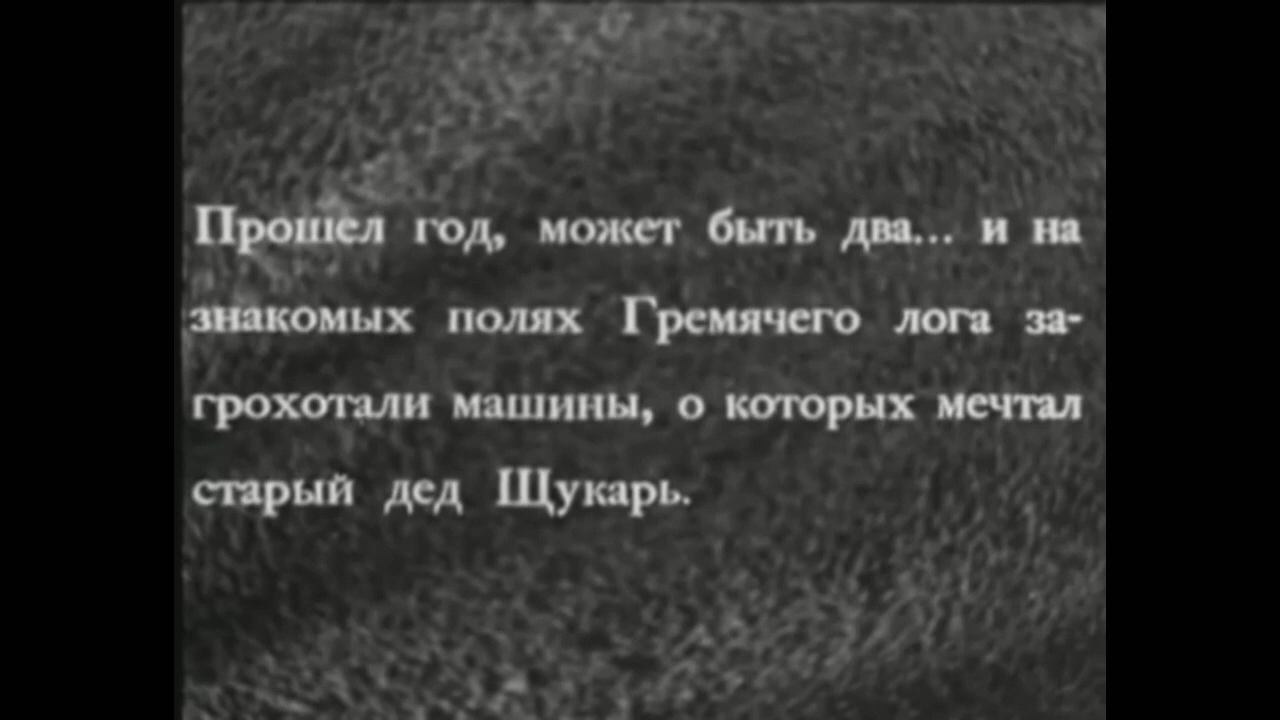 Прошел год, может быть два... и на
знакомых полях Гремячего лога за-
грохотали машины, о которых мечтал
старый дед Щукарь.